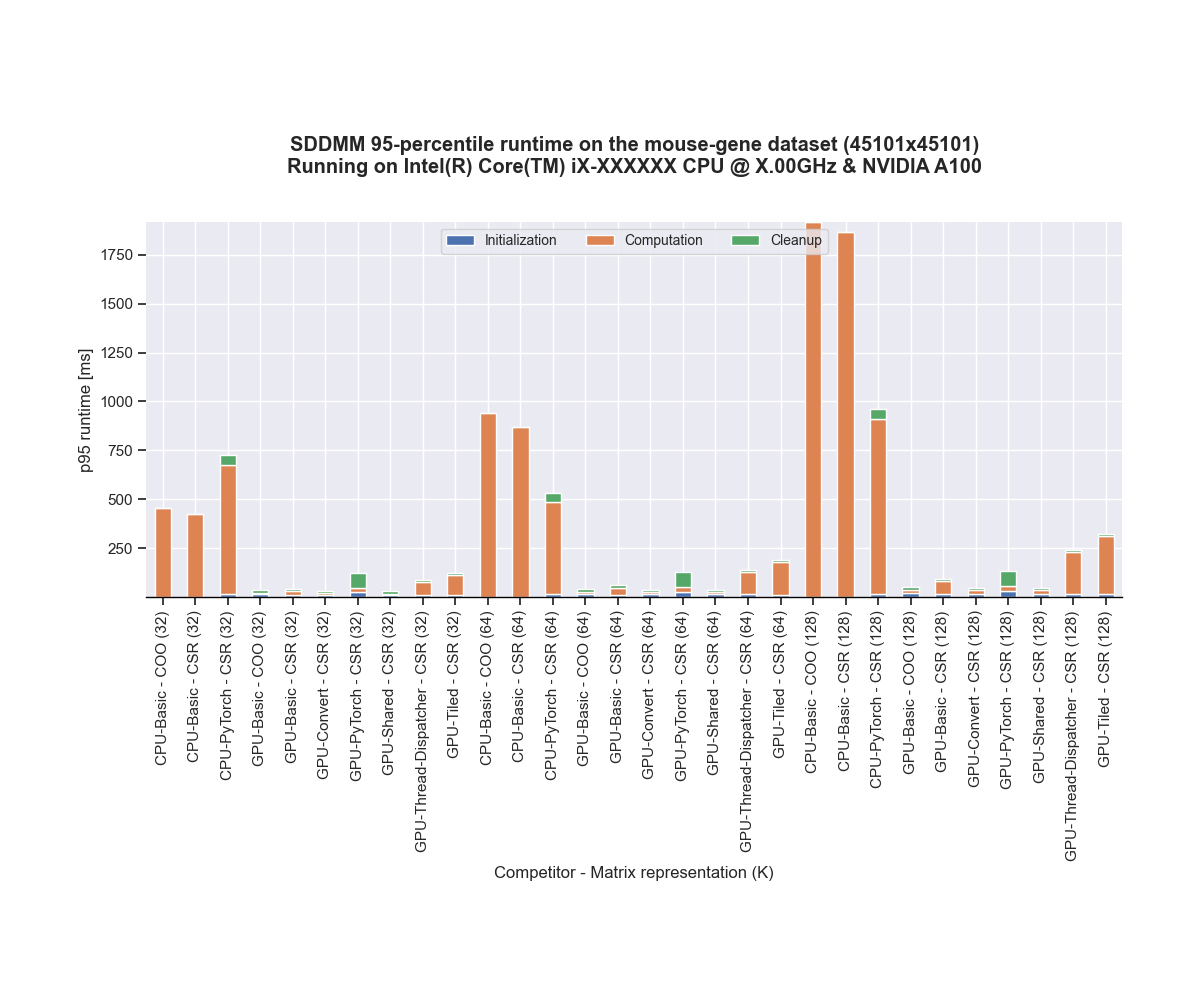 SDDMM 95-percentile runtime on the mouse-gene dataset (45101x45101)
Running on Intel(R) Core(TM) iX-XXXXXX CPU @ X.00GHz & NVIDIA A100
Initialization
Computation
Cleanup
1750
1500
1250
1000
750
500
250
p95 runtime [ms]
CPU-Basic - COO (32)
CPU-Basic - CSR (32)
CPU-PyTorch - CSR (32)
GPU-Basic - COO (32)
GPU-Basic - CSR (32)
GPU-Convert - CSR (32)
GPU-PyTorch - CSR (32)
GPU-Shared - CSR (32)
GPU-Thread-Dispatcher - CSR (32)
GPU-Tiled - CSR (32)
CPU-Basic - COO (64)
CPU-Basic - CSR (64)
CPU-PyTorch - CSR (64)
GPU-Basic - COO (64)
GPU-Basic - CSR (64)
GPU-Convert - CSR (64)
GPU-PyTorch - CSR (64)
GPU-Shared - CSR (64)
GPU-Thread-Dispatcher - CSR (64)
GPU-Tiled - CSR (64)
CPU-Basic - COO (128)
CPU-Basic - CSR (128)
CPU-PyTorch - CSR (128)
GPU-Basic - COO (128)
GPU-Basic - CSR (128)
GPU-Convert - CSR (128)
GPU-PyTorch - CSR (128)
GPU-Shared - CSR (128)
GPU-Thread-Dispatcher - CSR (128)
GPU-Tiled - CSR (128)
Competitor - Matrix representation (K)